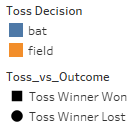 Toss Decision
bat
field
Toss_vs_Outcome
Toss Winner Won
Toss Winner Lost